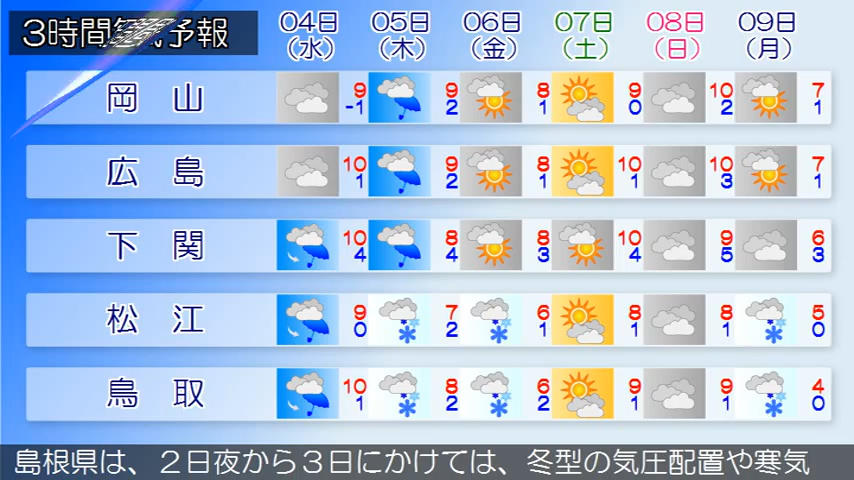 3時間 予報
04日 05日 06日 07日 08日 09日
(水) (木) (金) (土) (日) (月)
岡山 9 -1 9 2 8 1 9 0 10 2 7 1
広島 10 1 9 2 8 1 10 1 10 3 7 1
下関 10 4 8 4 8 3 10 4 9 5 6 3
松江 9 0 7 2 6 1 8 1 8 1 5 0
鳥取 10 1 8 2 6 2 9 1 9 1 4 0
島根県は、２日夜から３日にかけては、冬型の気圧配置や寒気